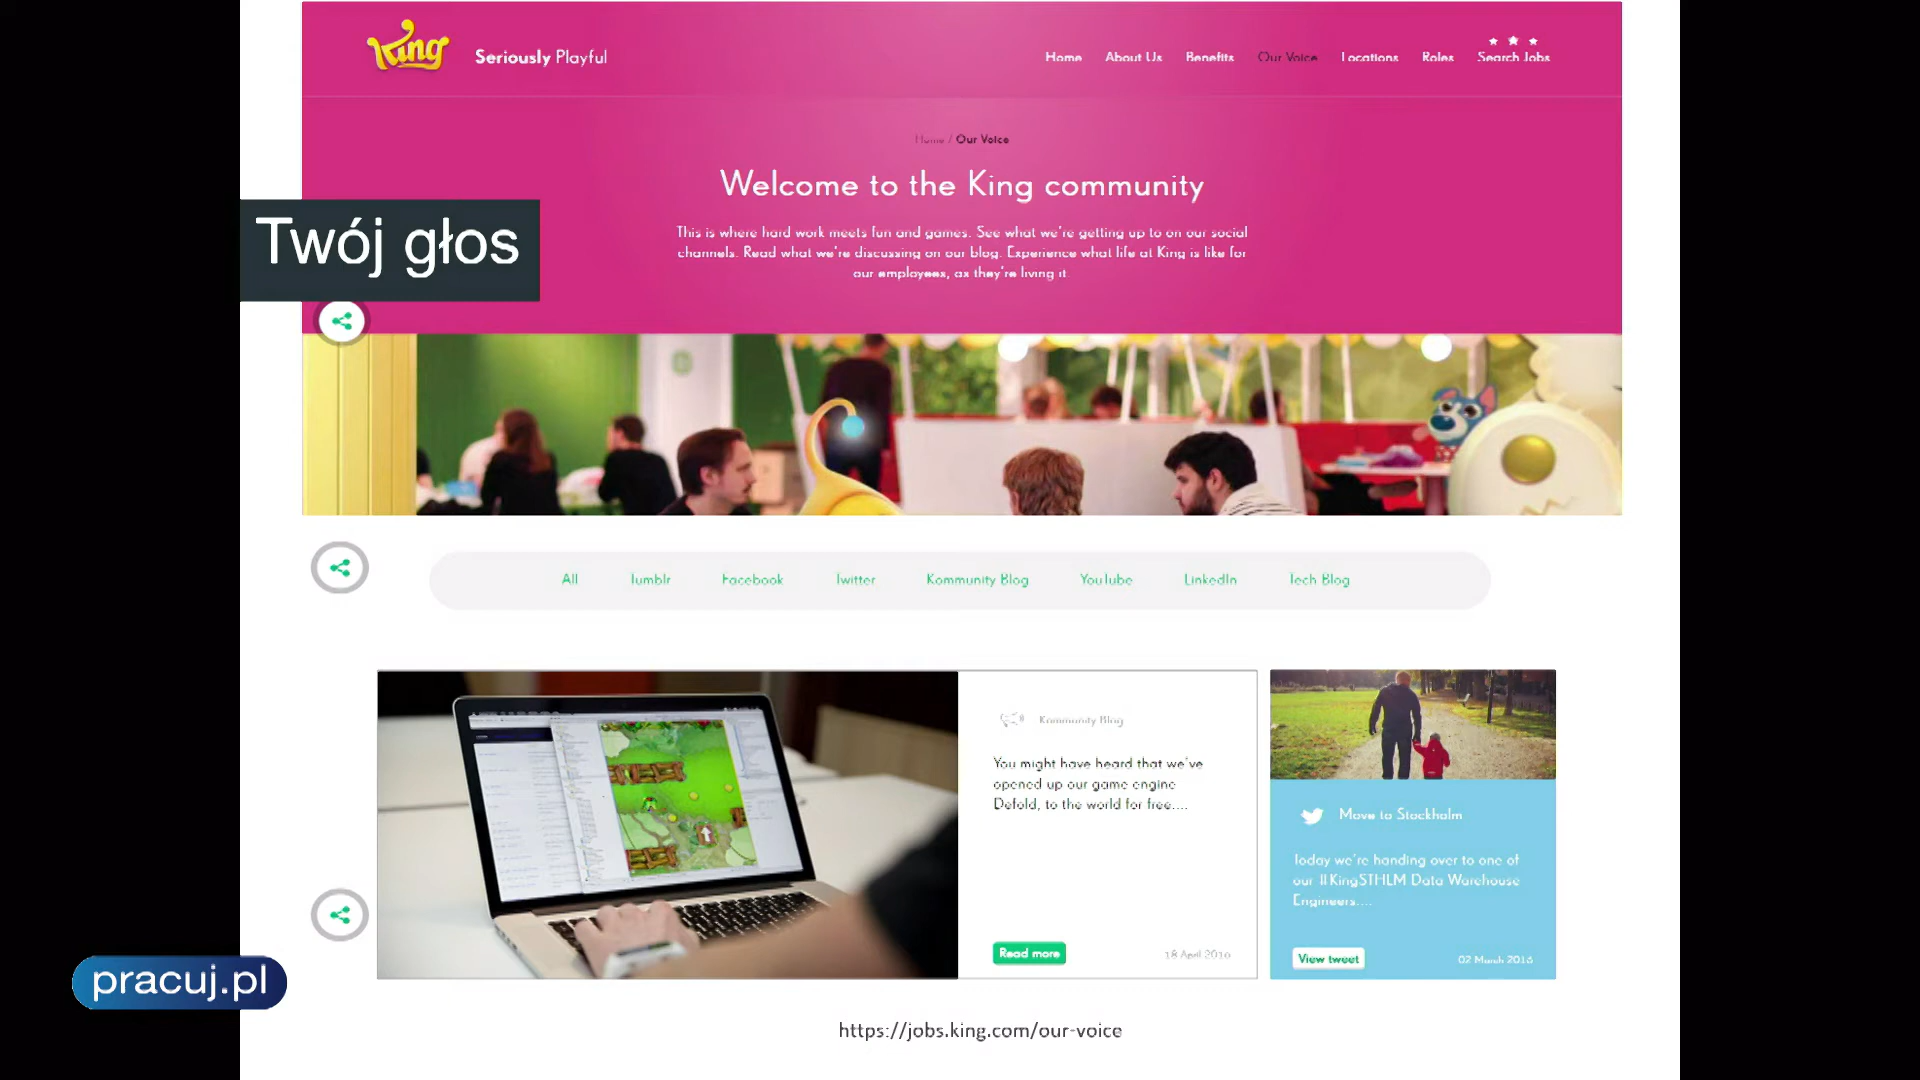 King
Seriously Playful
Home About Us Benefits Our Voice Locations Roles Search Jobs
Home / Our Voice
Welcome to the King community
Twój głos
This is where hard work meets fun and games. See what we're getting up to on our social
channels. Read what we're discussing on our blog. Experience what life at King is like for
our employees, as they're living it.
All Tumblr Facebook Twitter Kommunity Blog YouTube LinkedIn Tech Blog
Kommunity Blog
You might have heard that we've
opened up our game engine
Defold, to the world for free....
Read more
18 April 2016
Move to Stockholm
Today we're handing over to one of
our #KingSTHLM Data Warehouse
Engineers....
View tweet
02 March 2016
pracuj.pl
https://jobs.king.com/our-voice